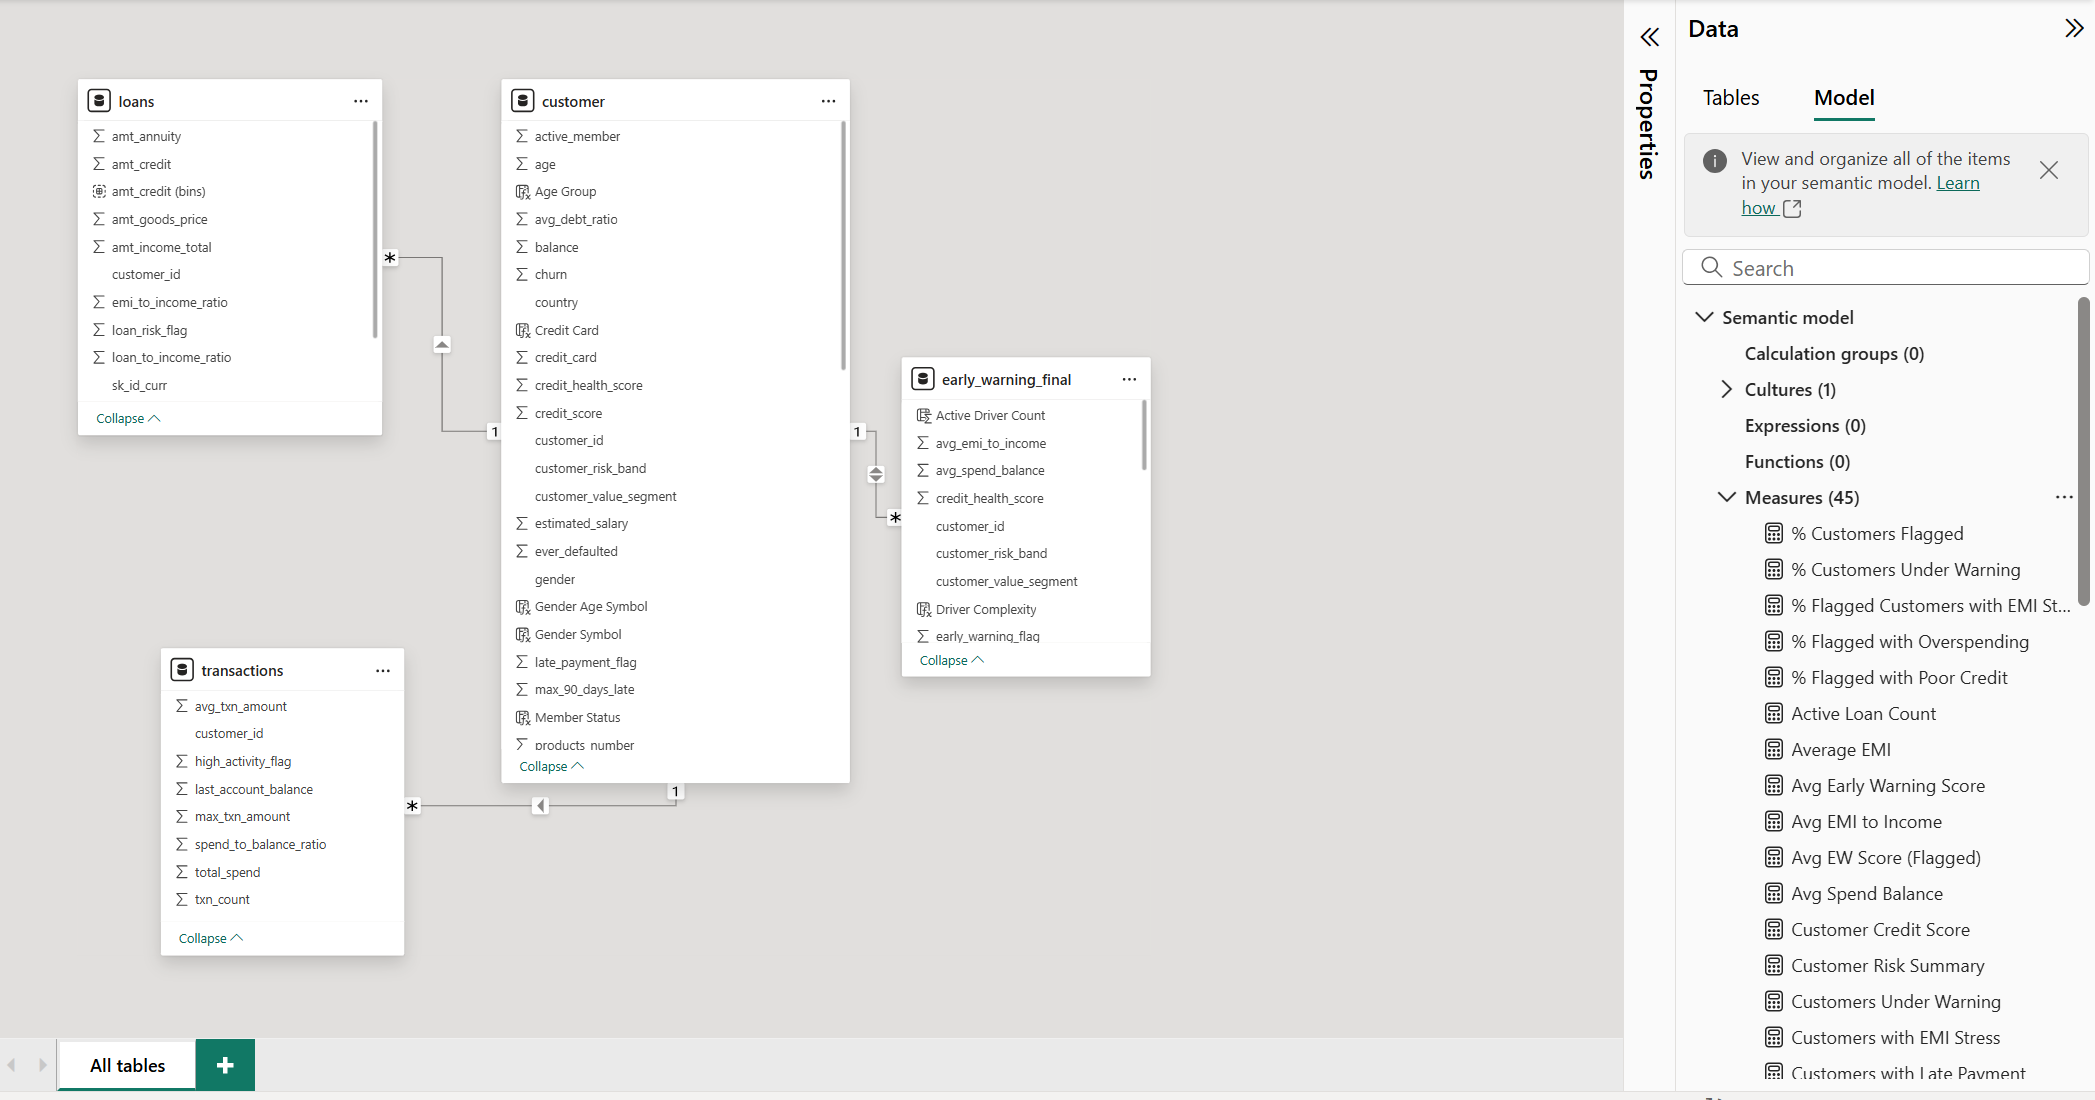 loans
amt_annuity
amt_credit
amt_credit (bins)
amt_goods_price
amt_income_total
customer_id
emi_to_income_ratio
loan_risk_flag
loan_to_income_ratio
sk_id_curr
Collapse
customer
active_member
age
Age Group
avg_debt_ratio
balance
churn
country
Credit Card
credit_card
credit_health_score
credit_score
customer_id
customer_risk_band
customer_value_segment
estimated_salary
ever_defaulted
gender
Gender Age Symbol
Gender Symbol
late_payment_flag
max_90_days_late
Member Status
products_number
Collapse
early_warning_final
Active Driver Count
avg_emi_to_income
avg_spend_balance
credit_health_score
customer_id
customer_risk_band
customer_value_segment
Driver Complexity
early_warning_flag
Collapse
transactions
avg_txn_amount
customer_id
high_activity_flag
last_account_balance
max_txn_amount
spend_to_balance_ratio
total_spend
txn_count
Collapse
*
1
1
*
*
1
All tables
+
Properties
Data
Tables Model
View and organize all of the items
in your semantic model. Learn
how
Search
Semantic model
Calculation groups (0)
Cultures (1)
Expressions (0)
Functions (0)
Measures (45)
% Customers Flagged
% Customers Under Warning
% Flagged Customers with EMI St...
% Flagged with Overspending
% Flagged with Poor Credit
Active Loan Count
Average EMI
Avg Early Warning Score
Avg EMI to Income
Avg EW Score (Flagged)
Avg Spend Balance
Customer Credit Score
Customer Risk Summary
Customers Under Warning
Customers with EMI Stress
Customers with Late Payment